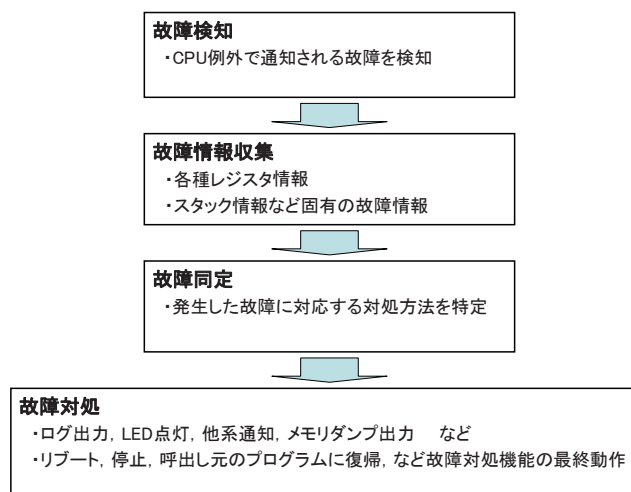 故障検知
・CPU例外で通知される故障を検知
故障情報収集
・各種レジスタ情報
・スタック情報など固有の故障情報
故障同定
・発生した故障に対応する対処方法を特定
故障対処
・ログ出力, LED点灯, 他系通知, メモリダンプ出力　など
・リブート, 停止, 呼出し元のプログラムに復帰, など故障対処機能の最終動作